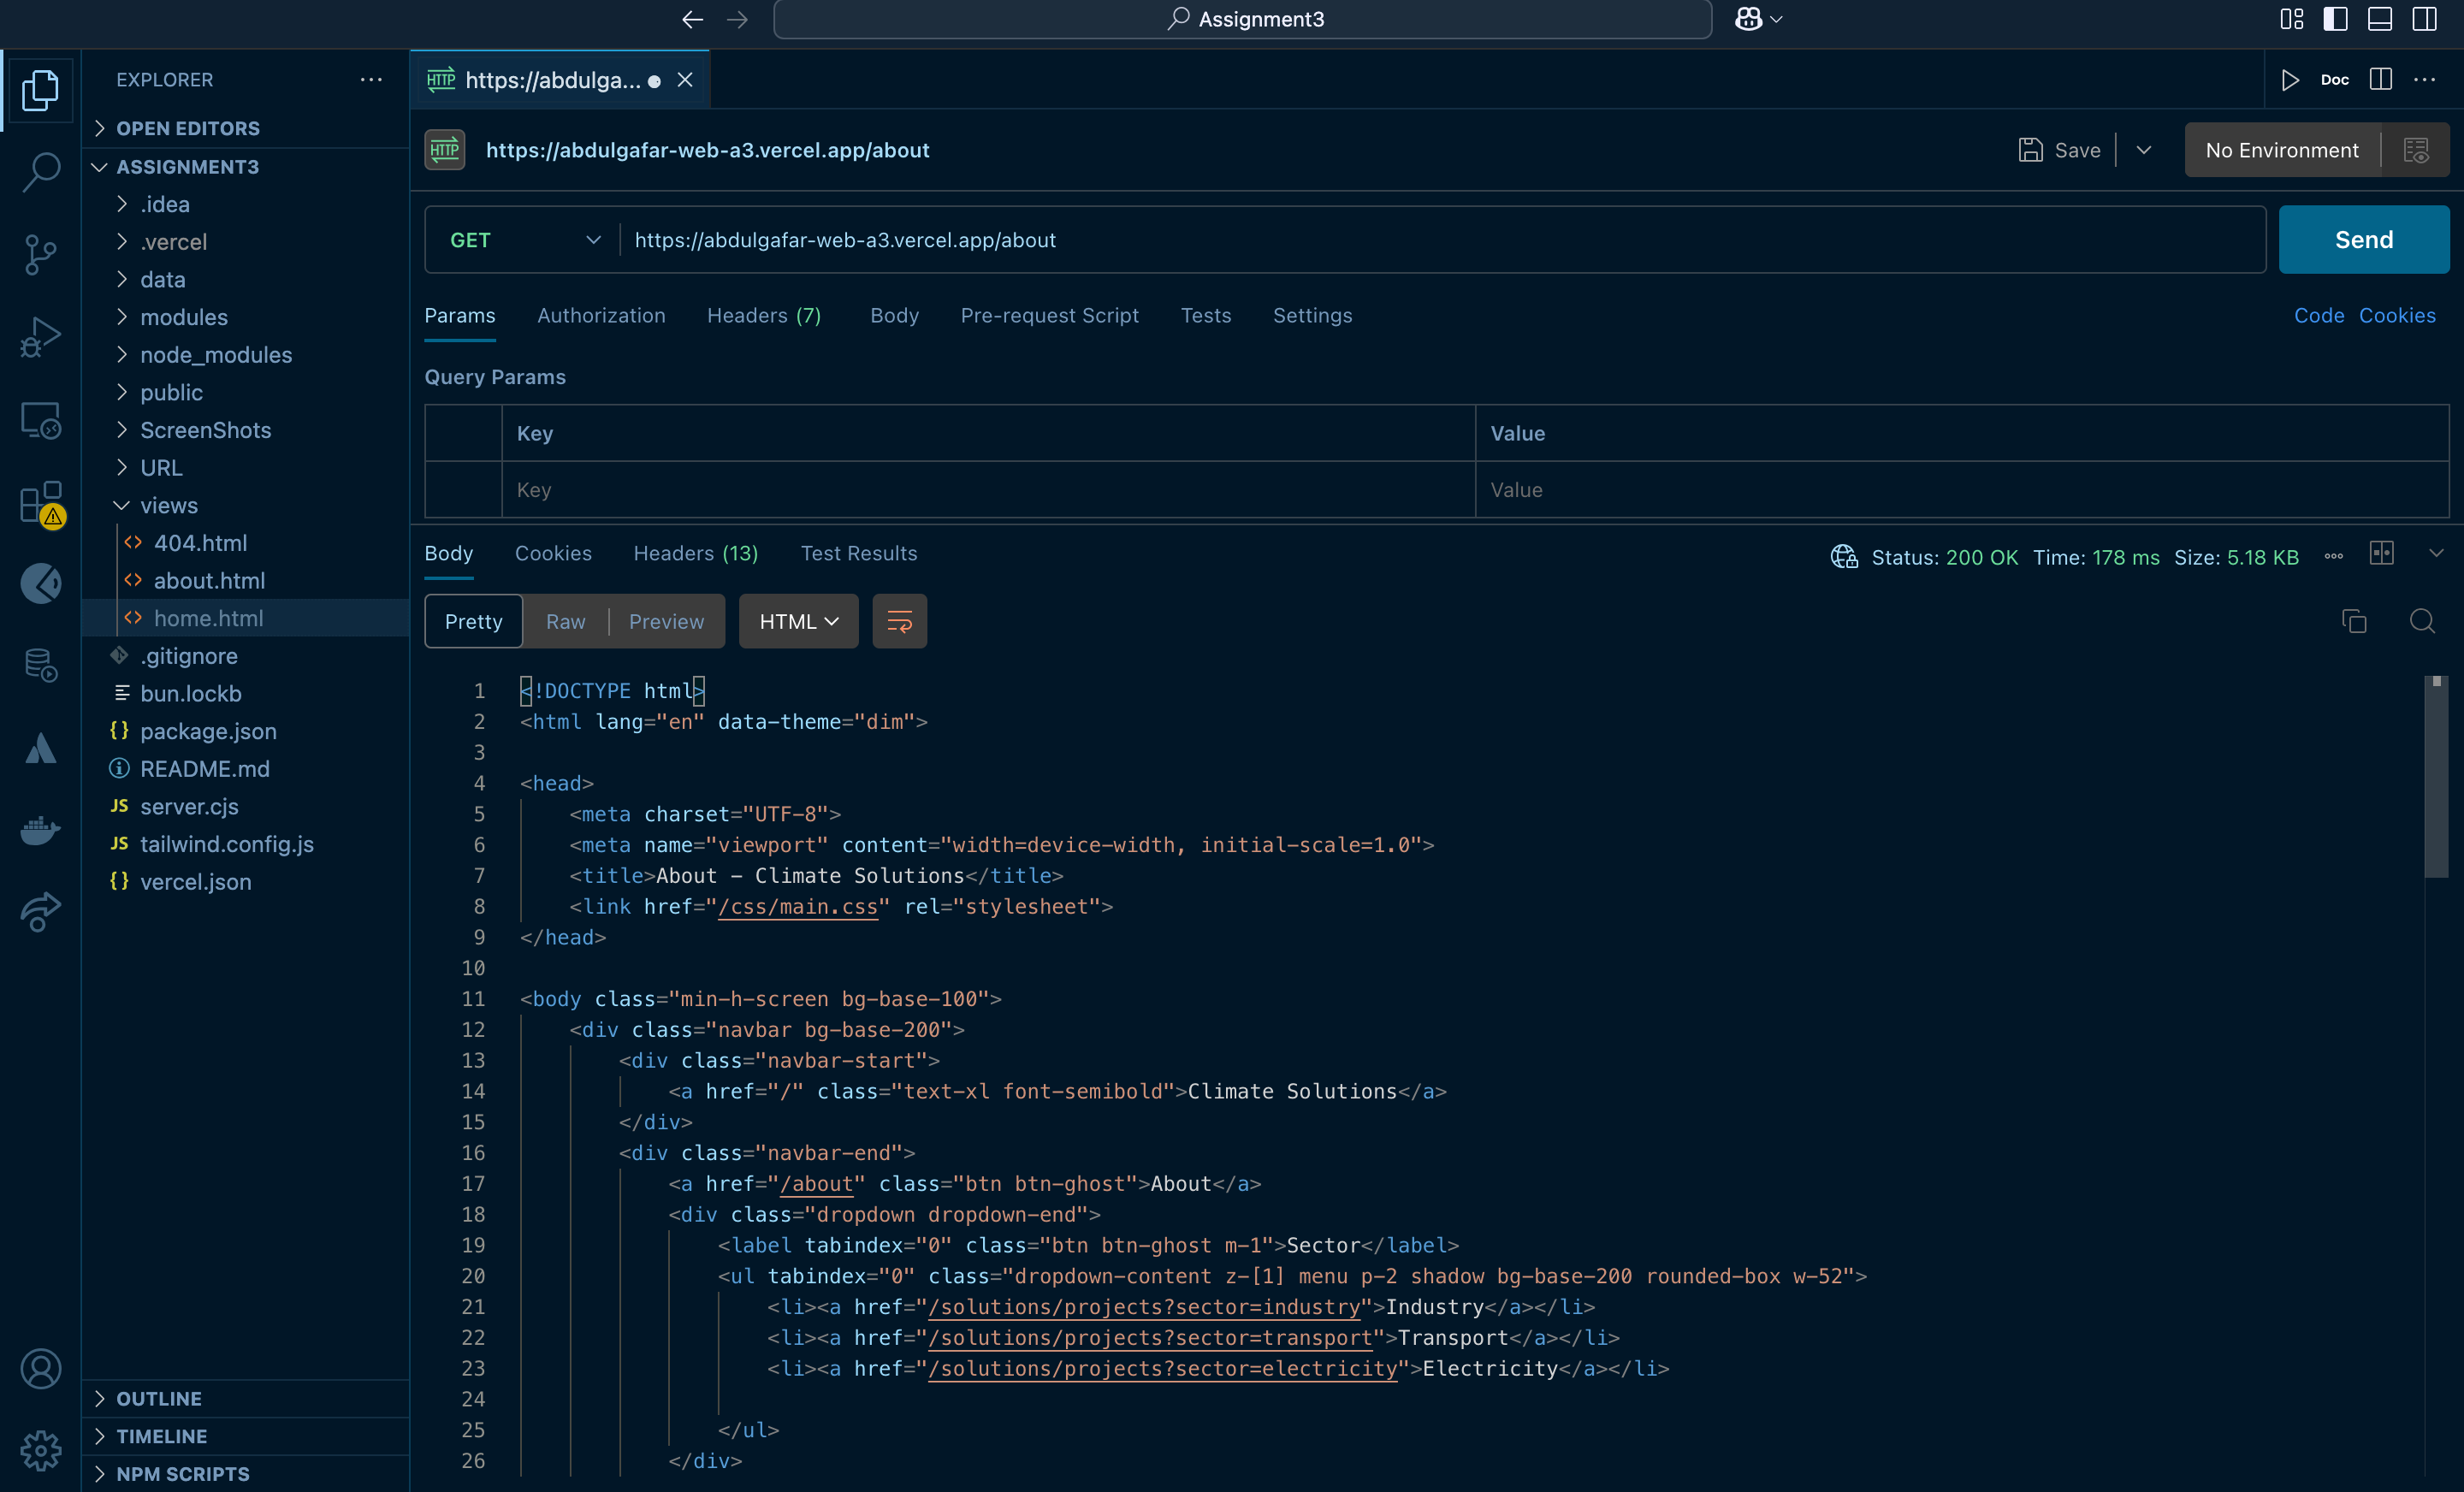 Assignment3
EXPLORER
OPEN EDITORS
ASSIGNMENT3
.idea
.vercel
data
modules
node_modules
public
ScreenShots
URL
views
404.html
about.html
home.html
.gitignore
bun.lockb
package.json
README.md
server.cjs
tailwind.config.js
vercel.json
OUTLINE
TIMELINE
NPM SCRIPTS
HTTP https://abdulga...
Doc
HTTP https://abdulgafar-web-a3.vercel.app/about
Save
No Environment
GET https://abdulgafar-web-a3.vercel.app/about
Send
Params Authorization Headers (7) Body Pre-request Script Tests Settings
Code Cookies
Query Params
Key Value
Key Value
Body Cookies Headers (13) Test Results
Status: 200 OK Time: 178 ms Size: 5.18 KB
Pretty Raw Preview HTML
1 <!DOCTYPE html>
2 <html lang="en" data-theme="dim">
3
4 <head>
5 <meta charset="UTF-8">
6 <meta name="viewport" content="width=device-width, initial-scale=1.0">
7 <title>About - Climate Solutions</title>
8 <link href="/css/main.css" rel="stylesheet">
9 </head>
10
11 <body class="min-h-screen bg-base-100">
12 <div class="navbar bg-base-200">
13 <div class="navbar-start">
14 <a href="/" class="text-xl font-semibold">Climate Solutions</a>
15 </div>
16 <div class="navbar-end">
17 <a href="/about" class="btn btn-ghost">About</a>
18 <div class="dropdown dropdown-end">
19 <label tabindex="0" class="btn btn-ghost m-1">Sector</label>
20 <ul tabindex="0" class="dropdown-content z-[1] menu p-2 shadow bg-base-200 rounded-box w-52">
21 <li><a href="/solutions/projects?sector=industry">Industry</a></li>
22 <li><a href="/solutions/projects?sector=transport">Transport</a></li>
23 <li><a href="/solutions/projects?sector=electricity">Electricity</a></li>
24
25 </ul>
26 </div>